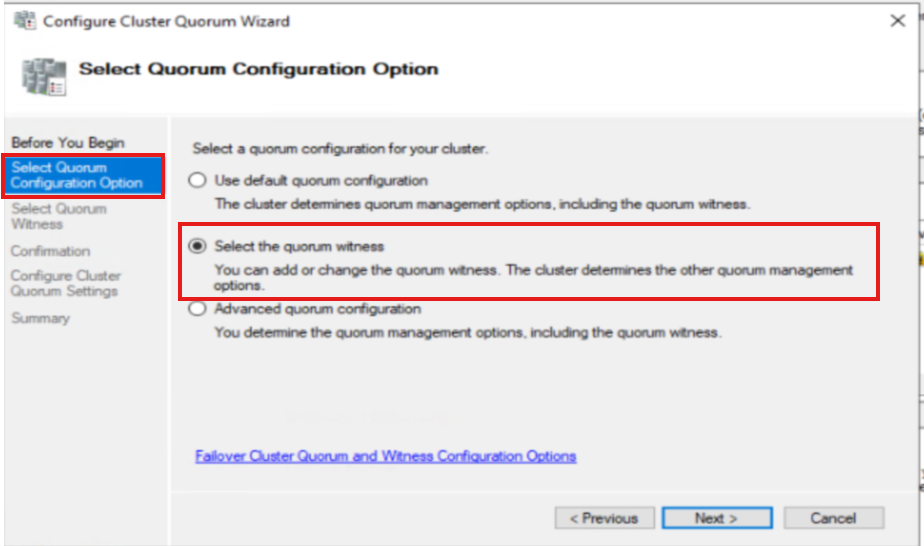 Configure Cluster Quorum Wizard
Select Quorum Configuration Option
Before You Begin
Select Quorum
Configuration Option
Select Quorum
Witness
Confirmation
Configure Cluster
Quorum Settings
Summary
Select a quorum configuration for your cluster.
Use default quorum configuration
The cluster determines quorum management options, including the quorum witness.
Select the quorum witness
You can add or change the quorum witness. The cluster determines the other quorum management
options.
Advanced quorum configuration
You determine the quorum management options, including the quorum witness.
Failover Cluster Quorum and Witness Configuration Options
< Previous
Next >
Cancel